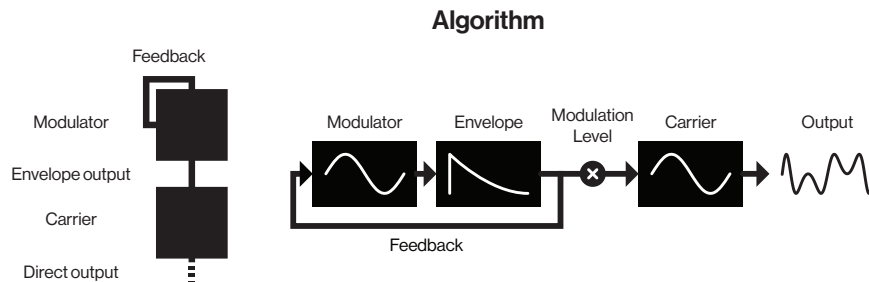 Algorithm
Feedback
Modulator
Envelope output
Carrier
Direct output
Modulator
Envelope
Modulation
Level
Carrier
Output
Feedback